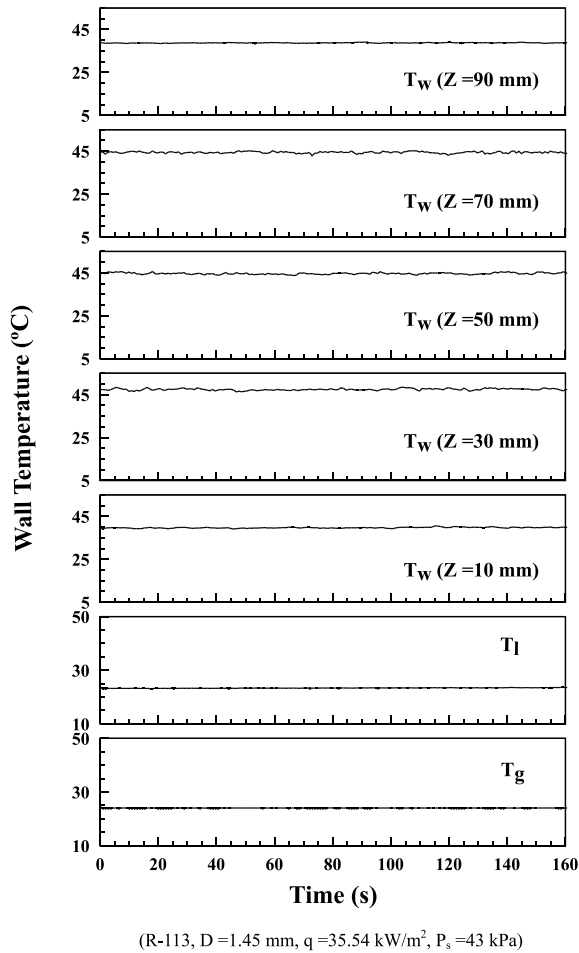 45
25
5
T_w (Z =90 mm)
45
25
5
T_w (Z =70 mm)
45
25
5
T_w (Z =50 mm)
45
25
5
T_w (Z =30 mm)
45
25
5
T_w (Z =10 mm)
50
30
10
T_l
50
30
10
T_g
0 20 40 60 80 100 120 140 160
Wall Temperature (ºC)
Time (s)
(R-113, D =1.45 mm, q =35.54 kW/m², P_s =43 kPa)